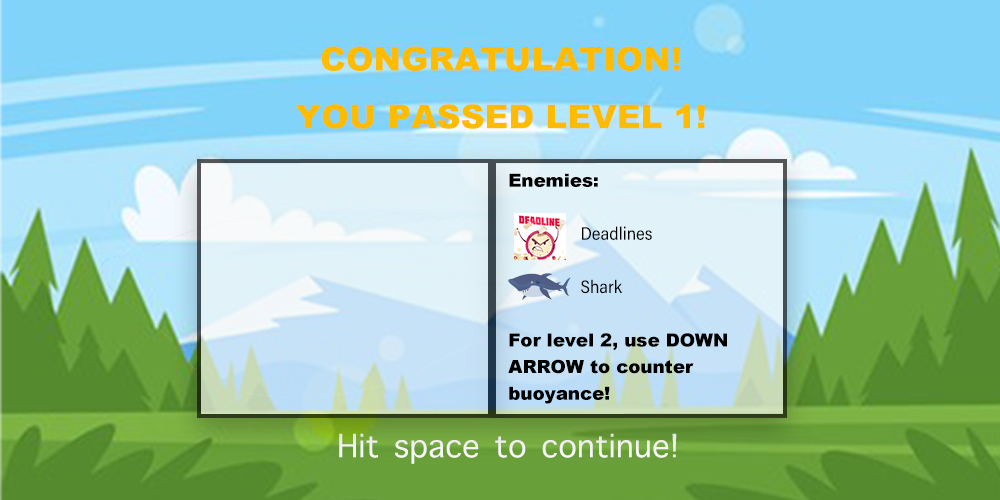 CONGRATULATION!
YOU PASSED LEVEL 1!
Enemies:
DEADLINE
Deadlines
Shark
For level 2, use DOWN
ARROW to counter
buoyance!
Hit space to continue!